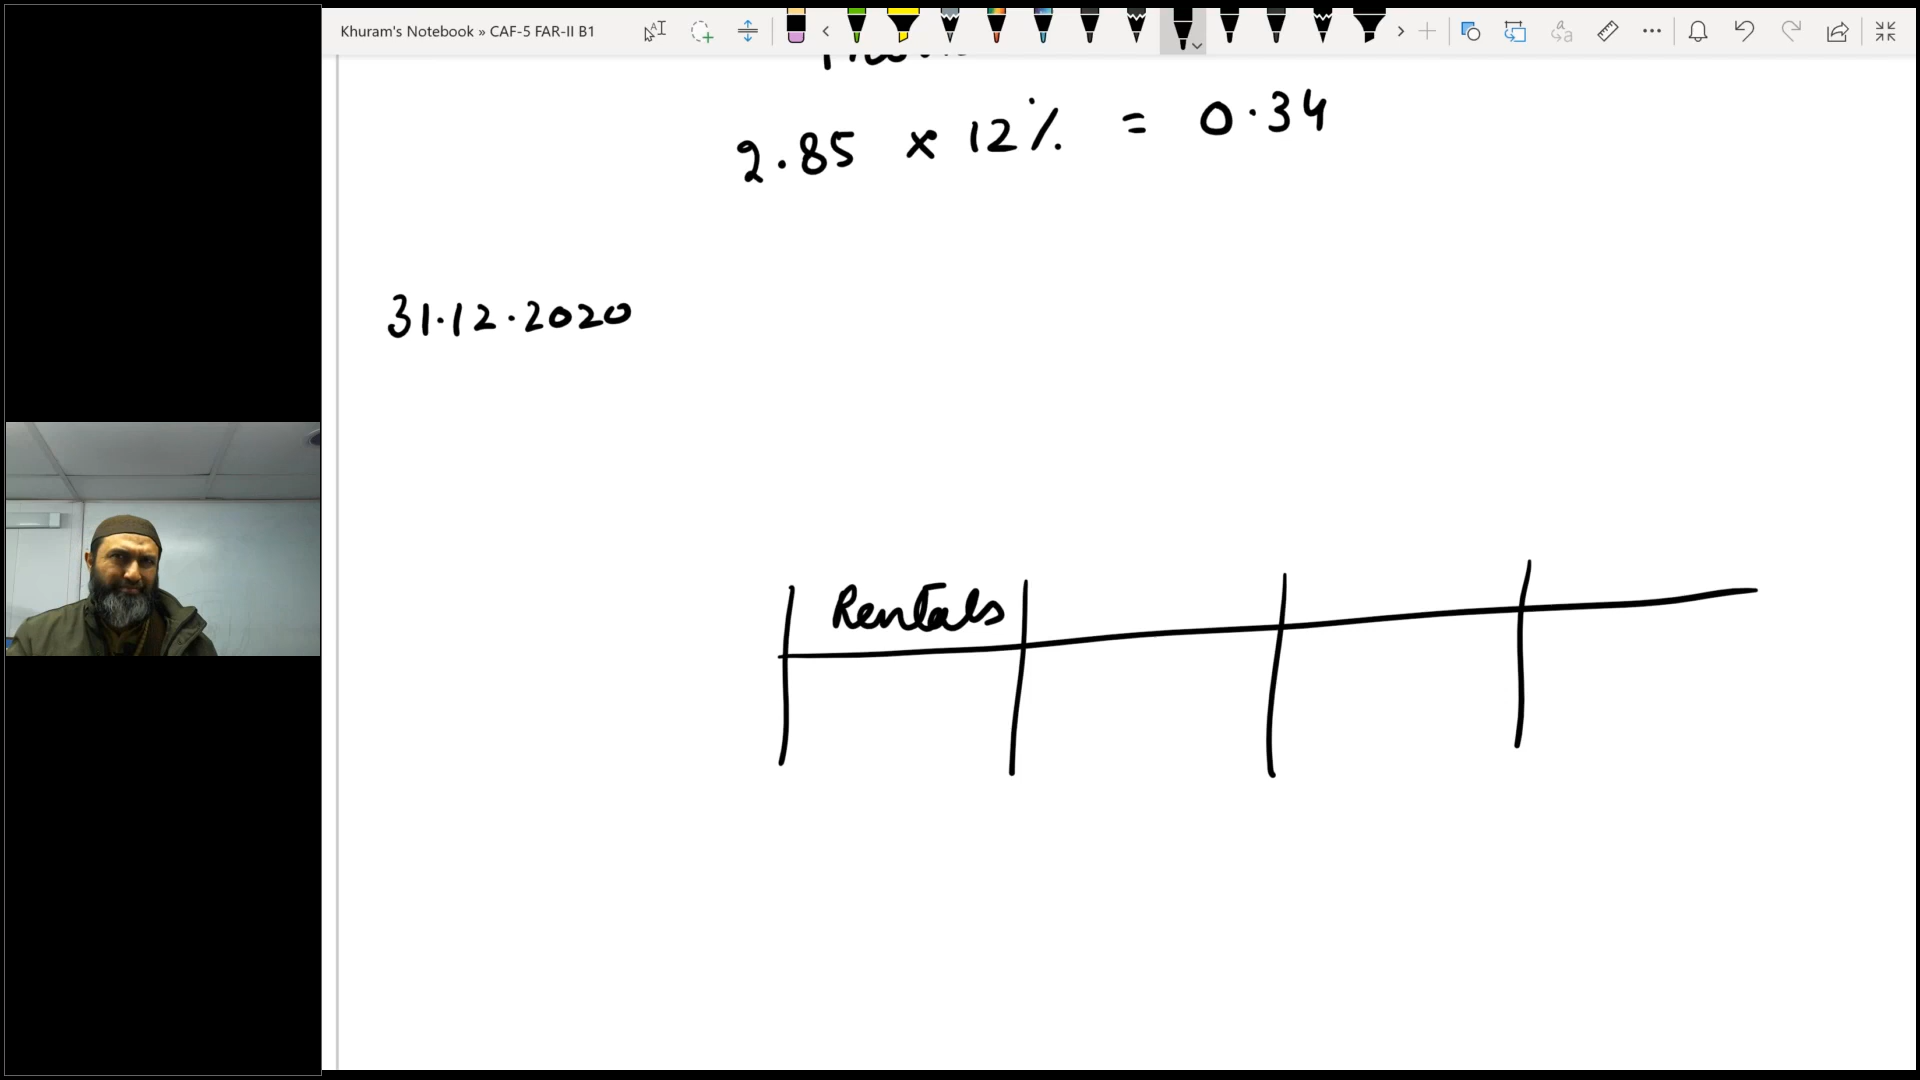 Khuram's Notebook » CAF-5 FAR-II B1
2.85 × 12% = 0.34
31.12.2020
Rentals